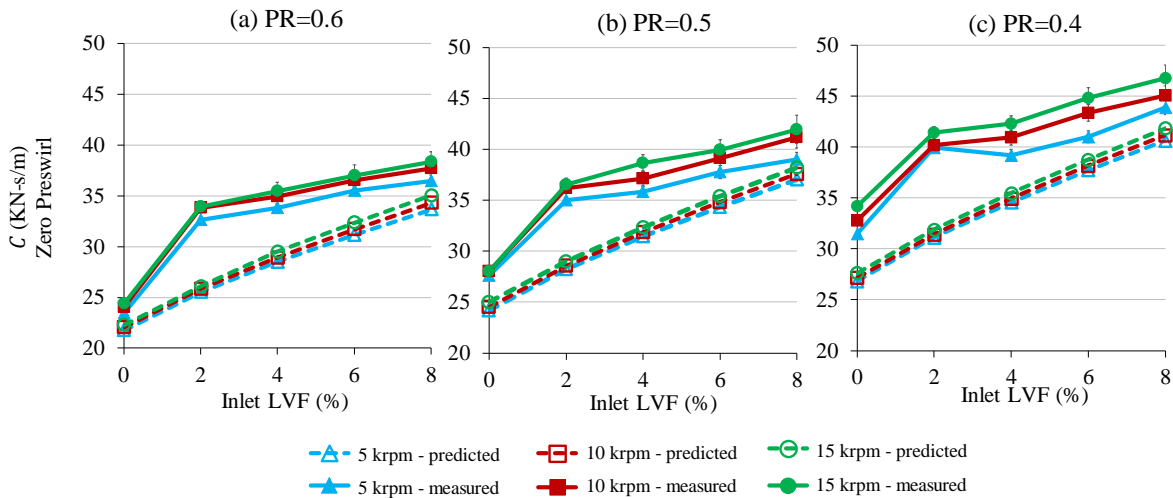 (a) PR=0.6
(b) PR=0.5
(c) PR=0.4
C (KN-s/m)
Zero Preswirl
50
45
40
35
30
25
20
0 2 4 6 8
Inlet LVF (%)
50
45
40
35
30
25
20
0 2 4 6 8
Inlet LVF (%)
50
45
40
35
30
25
20
0 2 4 6 8
Inlet LVF (%)
5 krpm - predicted
10 krpm - predicted
15 krpm - predicted
5 krpm - measured
10 krpm - measured
15 krpm - measured